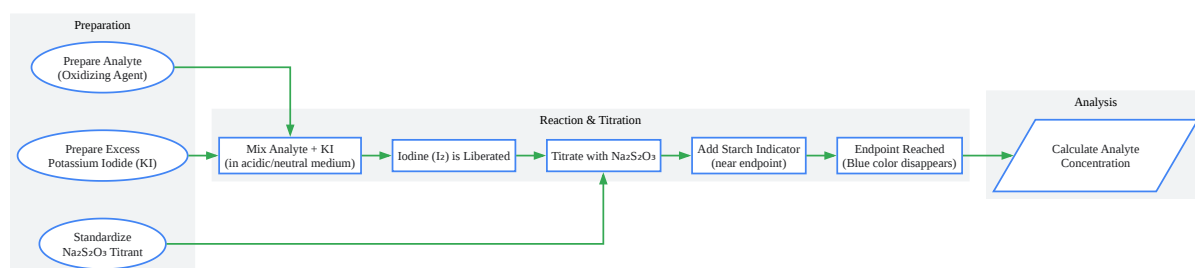 Preparation
Prepare Analyte
(Oxidizing Agent)
Prepare Excess
Potassium Iodide (KI)
Standardize
Na₂S₂O₃ Titrant
Reaction & Titration
Mix Analyte + KI
(in acidic/neutral medium)
Iodine (I₂) is Liberated
Titrate with Na₂S₂O₃
Add Starch Indicator
(near endpoint)
Endpoint Reached
(Blue color disappears)
Analysis
Calculate Analyte
Concentration